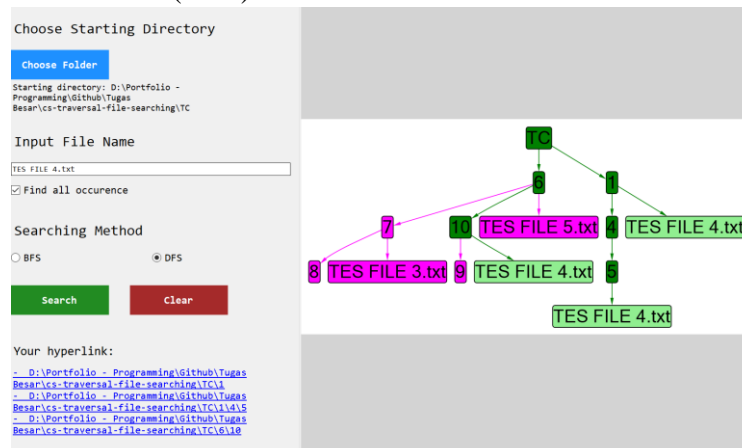 Choose Starting Directory
Choose Folder
Starting directory: D:\Portfolio -
Programming\Github\Tugas
Besar\cs-traversal-file-searching\TC
Input File Name
TES FILE 4.txt
Find all occurence
Searching Method
BFS
DFS
Search
Clear
Your hyperlink:
- D:\Portfolio - Programming\Github\Tugas
Besar\cs-traversal-file-searching\TC\1
- D:\Portfolio - Programming\Github\Tugas
Besar\cs-traversal-file-searching\TC\1\4\5
- D:\Portfolio - Programming\Github\Tugas
Besar\cs-traversal-file-searching\TC\6\10
TC
6
1
7
10
TES FILE 5.txt
4
TES FILE 4.txt
8
TES FILE 3.txt
9
TES FILE 4.txt
5
TES FILE 4.txt